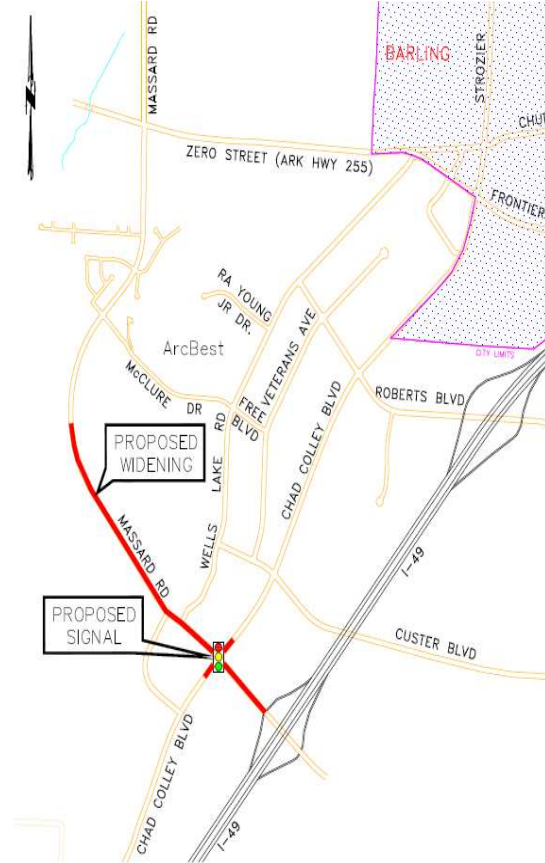 N
MASSARD RD
BARLING
STROZIER
CHU
ZERO STREET (ARK HWY 255)
FRONTIER
RA YOUNG
JR DR.
ArcBest
VETERANS AVE
CITY LIMITS
McCLURE
DR
FREE
BLVD
ROBERTS BLVD
CHAD COLLEY BLVD
WELLS
LAKE
RD
PROPOSED
WIDENING
MASSARD RD
I-49
PROPOSED
SIGNAL
CUSTER BLVD
CHAD COLLEY BLVD
I-49